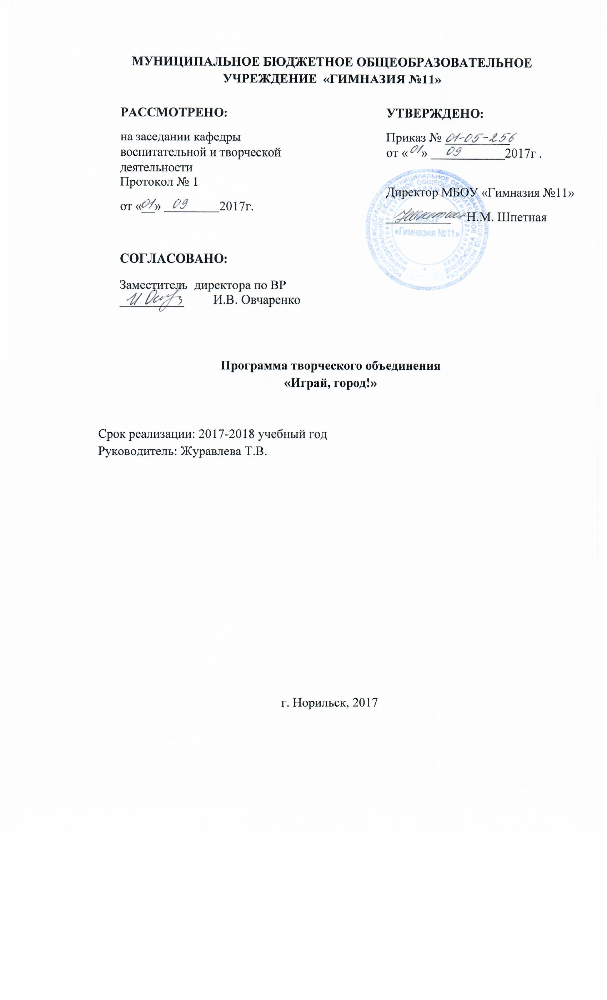 МУНИЦИПАЛЬНОЕ БЮДЖЕТНОЕ ОБЩЕОБРАЗОВАТЕЛЬНОЕ
УЧРЕЖДЕНИЕ «ГИМНАЗИЯ №11»
РАССМОТРЕНО:
на заседании кафедры
воспитательной и творческой
деятельности
Протокол № 1
от «01» 09 2017г.
СОГЛАСОВАНО:
Заместитель директора по ВР
И.В. Овчаренко
УТВЕРЖДЕНО:
Приказ № 01-05-256
от «01» 09 2017г .
Директор МБОУ «Гимназия №11»
Н.М. Шпетная
МБОУ
«Гимназия №11»
Программа творческого объединения
«Играй, город!»
Срок реализации: 2017-2018 учебный год
Руководитель: Журавлева Т.В.
г. Норильск, 2017